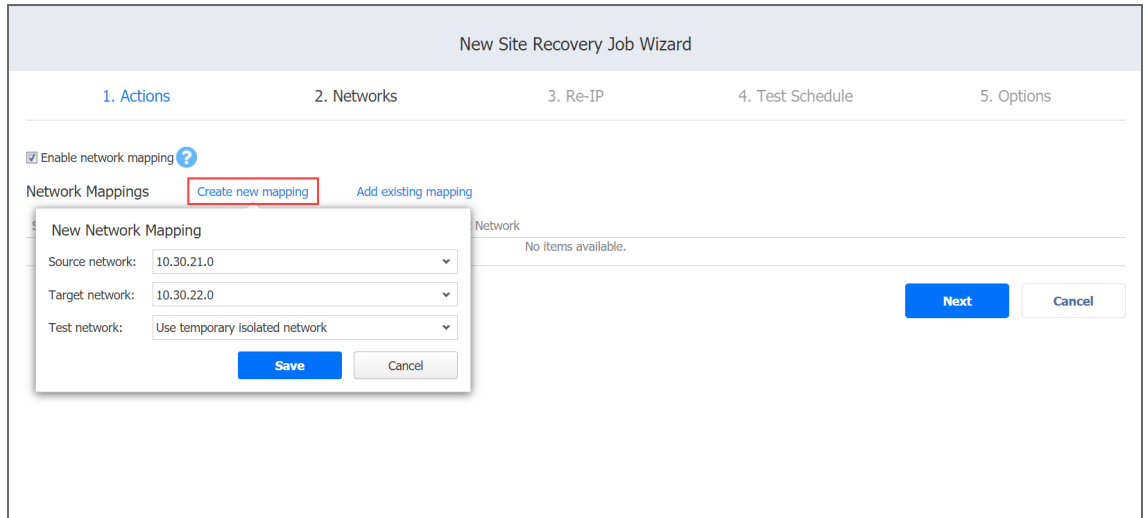 New Site Recovery Job Wizard
1. Actions 2. Networks 3. Re-IP 4. Test Schedule 5. Options
Enable network mapping ?
Network Mappings Create new mapping Add existing mapping
Network
No items available.
New Network Mapping
Source network: 10.30.21.0
Target network: 10.30.22.0
Test network: Use temporary isolated network
Save Cancel
Next Cancel